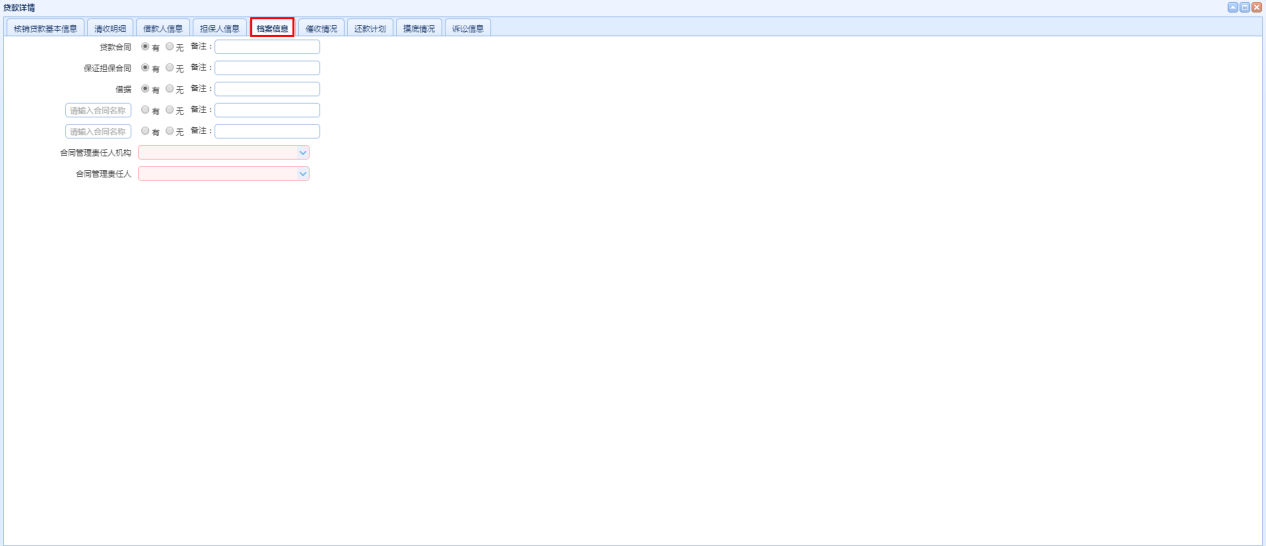 贷款详情
核销贷款基本信息 清收明细 借款人信息 担保人信息 档案信息 催收情况 还款计划 摸底情况 诉讼信息
贷款合同 有 无 备注：
保证担保合同 有 无 备注：
借据 有 无 备注：
请输入合同名称 有 无 备注：
请输入合同名称 有 无 备注：
合同管理责任人机构
合同管理责任人